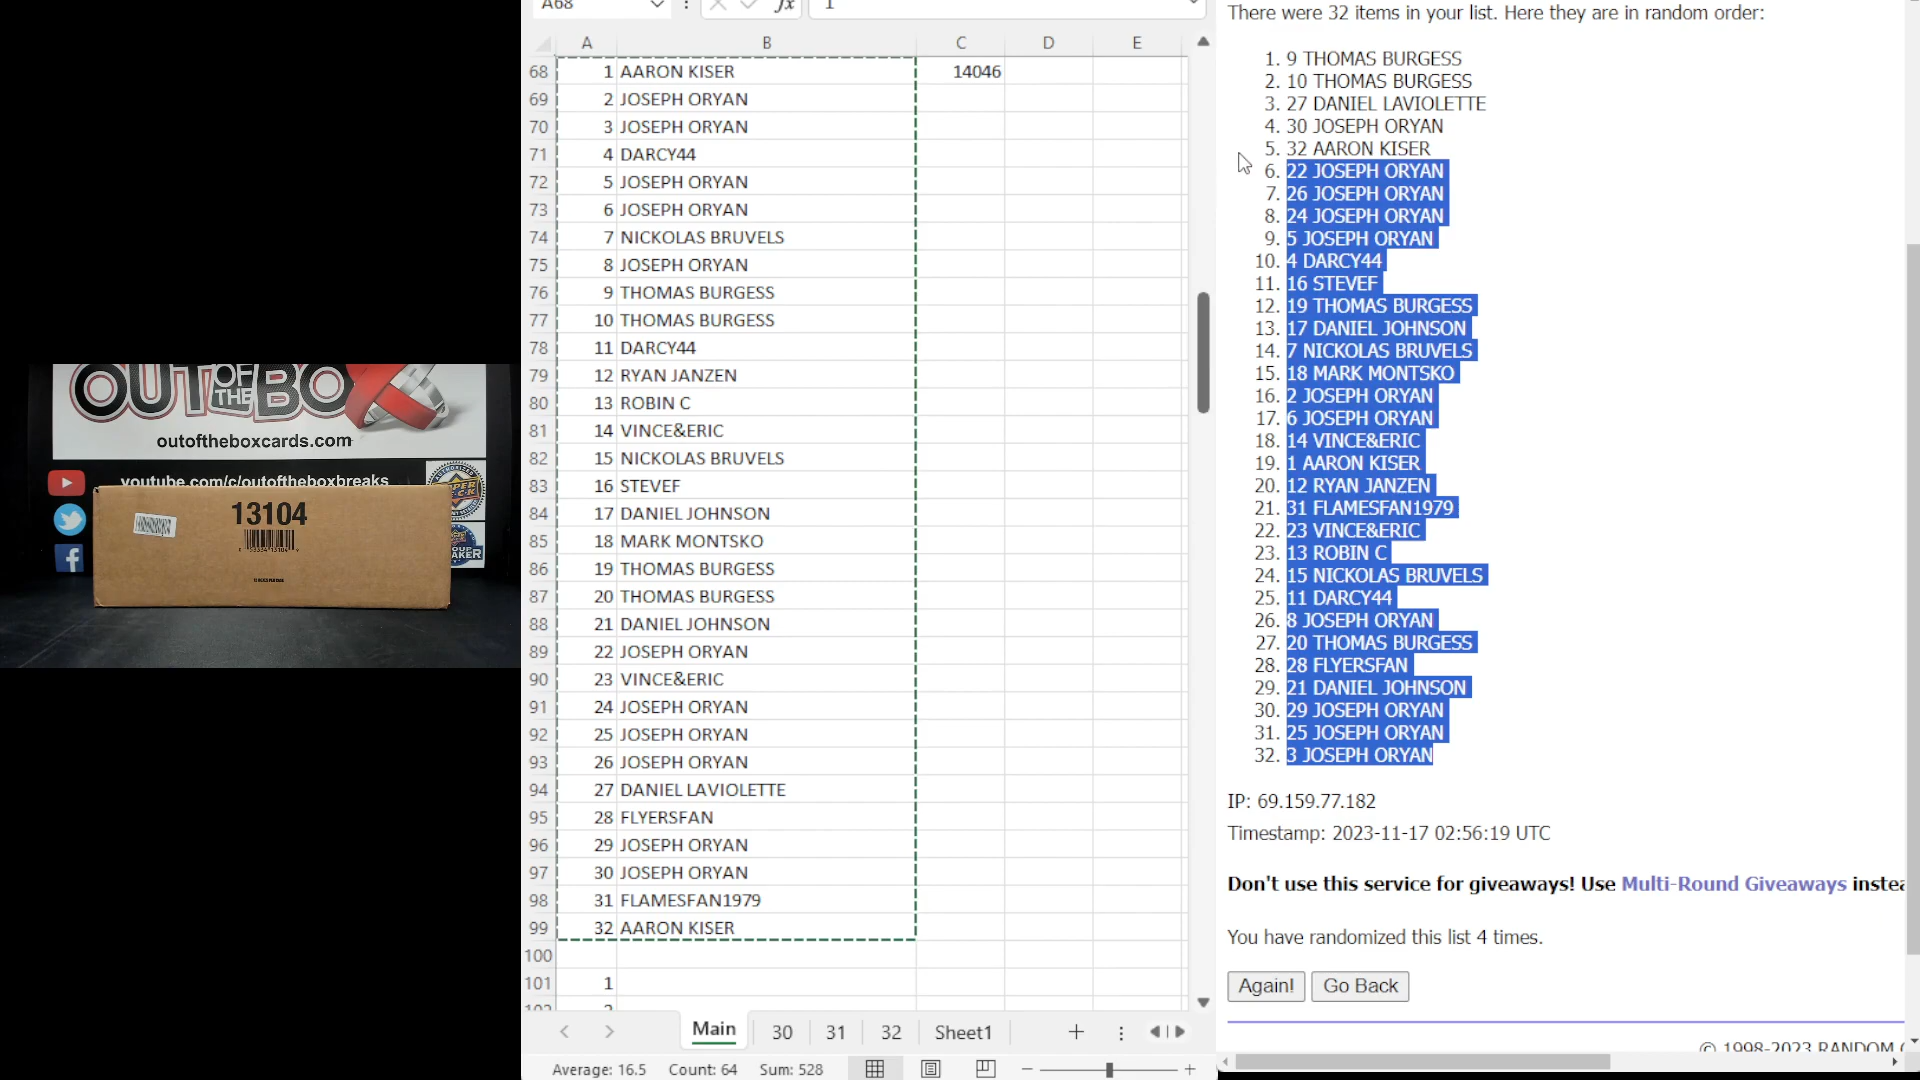 OUT OF THE BOX
outoftheboxcards.com
youtube.com/c/outoftheboxbreaks
13104
A68
fx
1
A B C D E
68 1 AARON KISER 14046
69 2 JOSEPH ORYAN
70 3 JOSEPH ORYAN
71 4 DARCY44
72 5 JOSEPH ORYAN
73 6 JOSEPH ORYAN
74 7 NICKOLAS BRUVELS
75 8 JOSEPH ORYAN
76 9 THOMAS BURGESS
77 10 THOMAS BURGESS
78 11 DARCY44
79 12 RYAN JANZEN
80 13 ROBIN C
81 14 VINCE&ERIC
82 15 NICKOLAS BRUVELS
83 16 STEVEF
84 17 DANIEL JOHNSON
85 18 MARK MONTSKO
86 19 THOMAS BURGESS
87 20 THOMAS BURGESS
88 21 DANIEL JOHNSON
89 22 JOSEPH ORYAN
90 23 VINCE&ERIC
91 24 JOSEPH ORYAN
92 25 JOSEPH ORYAN
93 26 JOSEPH ORYAN
94 27 DANIEL LAVIOLETTE
95 28 FLYERSFAN
96 29 JOSEPH ORYAN
97 30 JOSEPH ORYAN
98 31 FLAMESFAN1979
99 32 AARON KISER
100
101 1
Main 30 31 32 Sheet1
Average: 16.5 Count: 64 Sum: 528
There were 32 items in your list. Here they are in random order:
1. 9 THOMAS BURGESS
2. 10 THOMAS BURGESS
3. 27 DANIEL LAVIOLETTE
4. 30 JOSEPH ORYAN
5. 32 AARON KISER
6. 22 JOSEPH ORYAN
7. 26 JOSEPH ORYAN
8. 24 JOSEPH ORYAN
9. 5 JOSEPH ORYAN
10. 4 DARCY44
11. 16 STEVEF
12. 19 THOMAS BURGESS
13. 17 DANIEL JOHNSON
14. 7 NICKOLAS BRUVELS
15. 18 MARK MONTSKO
16. 2 JOSEPH ORYAN
17. 6 JOSEPH ORYAN
18. 14 VINCE&ERIC
19. 1 AARON KISER
20. 12 RYAN JANZEN
21. 31 FLAMESFAN1979
22. 23 VINCE&ERIC
23. 13 ROBIN C
24. 15 NICKOLAS BRUVELS
25. 11 DARCY44
26. 8 JOSEPH ORYAN
27. 20 THOMAS BURGESS
28. 28 FLYERSFAN
29. 21 DANIEL JOHNSON
30. 29 JOSEPH ORYAN
31. 25 JOSEPH ORYAN
32. 3 JOSEPH ORYAN
IP: 69.159.77.182
Timestamp: 2023-11-17 02:56:19 UTC
Don't use this service for giveaways! Use Multi-Round Giveaways instea
You have randomized this list 4 times.
Again! Go Back
© 1998-2023 RANDOM